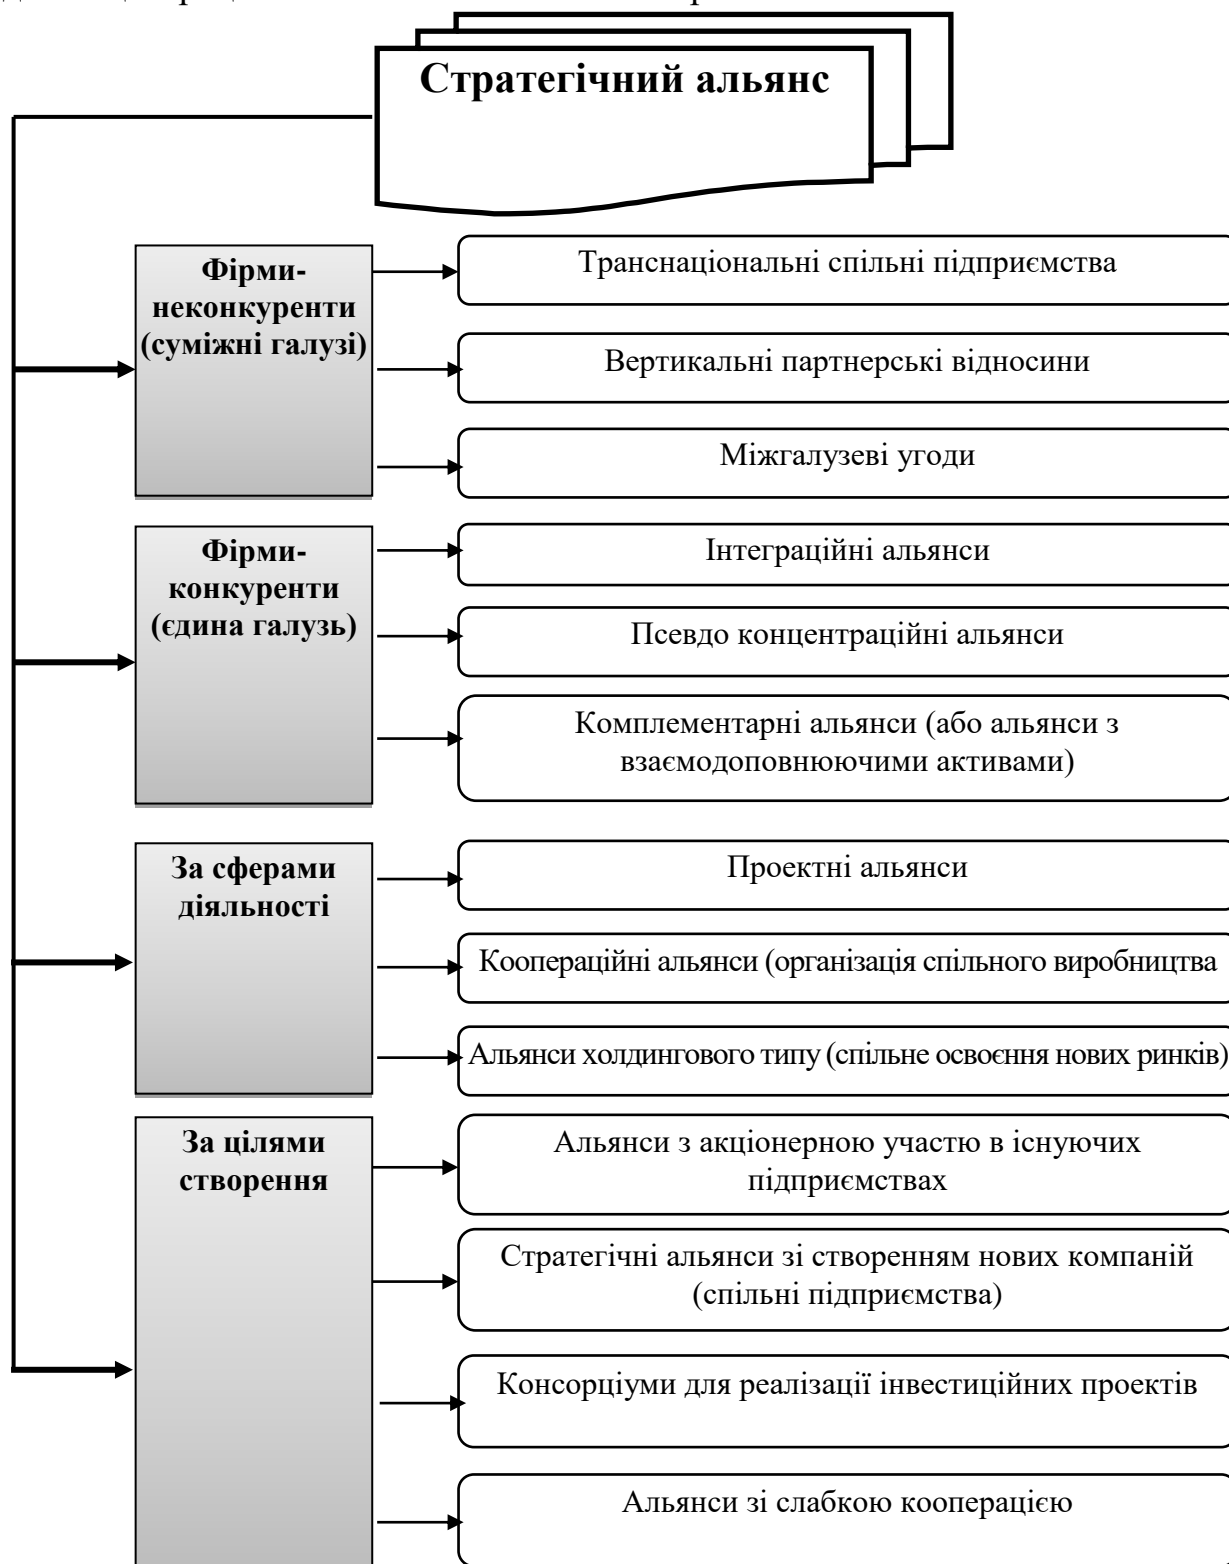 Стратегічний альянс
Фірми-
неконкуренти
(суміжні галузі)
Транснаціональні спільні підприємства
Вертикальні партнерські відносини
Міжгалузеві угоди
Фірми-
конкуренти
(єдина галузь)
Інтеграційні альянси
Псевдо концентраційні альянси
Комплементарні альянси (або альянси з
взаємодоповнюючими активами)
За сферами
діяльності
Проектні альянси
Коопераційні альянси (організація спільного виробництва
Альянси холдингового типу (спільне освоєння нових ринків)
За цілями
створення
Альянси з акціонерною участю в існуючих
підприємствах
Стратегічні альянси зі створенням нових компаній
(спільні підприємства)
Консорціуми для реалізації інвестиційних проектів
Альянси зі слабкою кооперацією